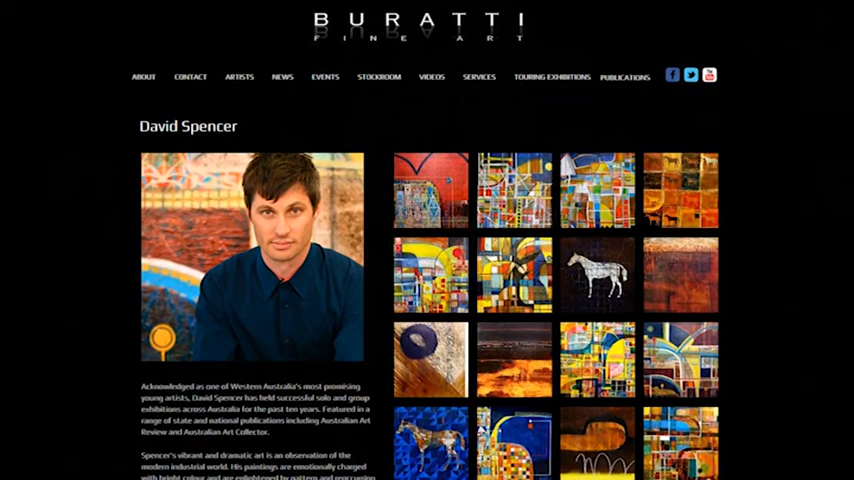 BURATTI
FINE ART
ABOUT CONTACT ARTISTS NEWS EVENTS STOCKROOM VIDEOS SERVICES TOURING EXHIBITIONS PUBLICATIONS
David Spencer
Acknowledged as one of Western Australia's most promising
young artists, David Spencer has held successful solo and group
exhibitions across Australia for the past ten years. Featured in a
range of state and national publications including Australian Art
Review and Australian Art Collector.
Spencer's vibrant and dramatic art is an observation of the
modern industrial world. His paintings are emotionally charged
with bright colour and are enlightened by pattern and reoccurring